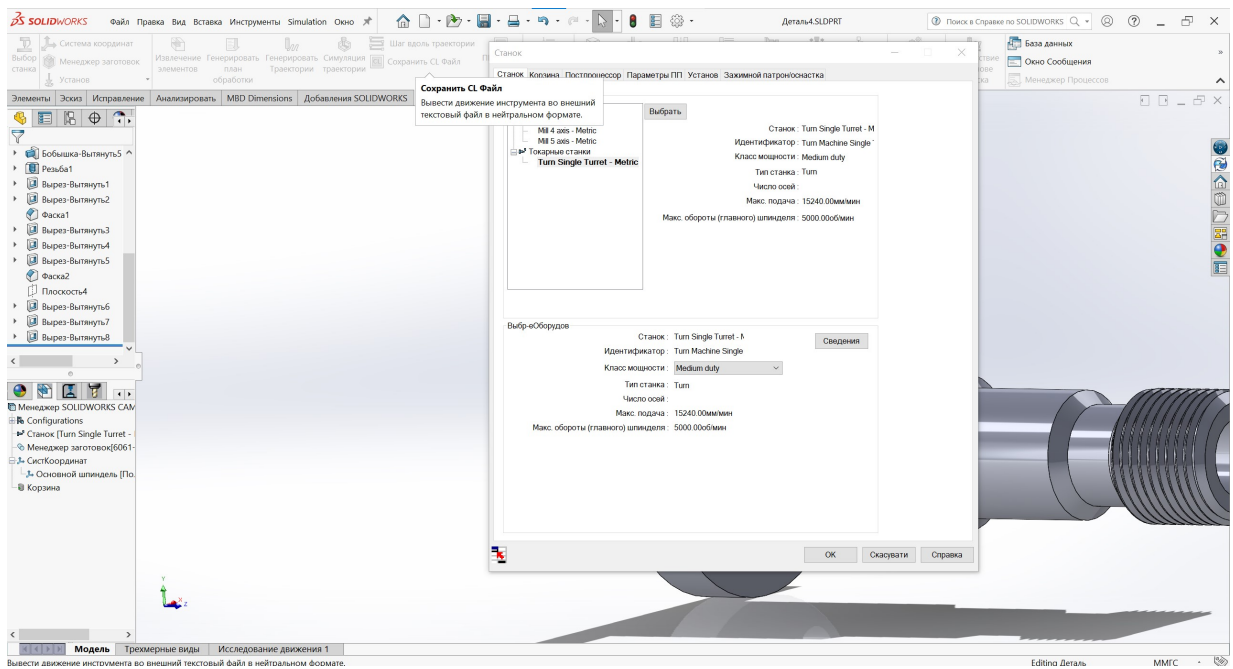 SOLIDWORKS
Файл Правка Вид Вставка Инструменты Simulation Окно
Деталь4.SLDPRT
Поиск в Справке по SOLIDWORKS
Выбор станка
Система координат
Менеджер заготовок
Установ
Извлечение элементов
Генерировать план обработки
Генерировать Траектории
Симуляция траектории
Шаг вдоль траектории
Сохранить CL Файл
База данных
Окно Сообщения
Менеджер Процессов
Элементы Эскиз Исправление Анализировать MBD Dimensions Добавления SOLIDWORKS
Сохранить CL Файл
Вывести движение инструмента во внешний
текстовый файл в нейтральном формате.
Бобышка-Вытянуть5
Резьба1
Вырез-Вытянуть1
Вырез-Вытянуть2
Фаска1
Вырез-Вытянуть3
Вырез-Вытянуть4
Вырез-Вытянуть5
Фаска2
Плоскость4
Вырез-Вытянуть6
Вырез-Вытянуть7
Вырез-Вытянуть8
Менеджер SOLIDWORKS CAM
Configurations
Станок [Turn Single Turret -
Менеджер заготовок[6061-
СистКоординат
Основной шпиндель [По
Корзина
Станок
Станок Корзина Постпроцессор Параметры ПП Установ Зажимной патрон/оснастка
Mill 4 axis - Metric
Mill 5 axis - Metric
Токарные станки
Turn Single Turret - Metric
Выбрать
Станок : Turn Single Turret - M
Идентификатор : Turn Machine Single
Класс мощности : Medium duty
Тип станка : Turn
Число осей :
Макс. подача : 15240.00мм/мин
Макс. обороты (главного) шпинделя : 5000.00об/мин
Выбр-еОборудов
Станок : Turn Single Turret - M
Идентификатор : Turn Machine Single
Класс мощности : Medium duty
Тип станка : Turn
Число осей :
Макс. подача : 15240.00мм/мин
Макс. обороты (главного) шпинделя : 5000.00об/мин
Сведения
OK Скасувати Справка
Y
X
Z
Модель Трехмерные виды Исследование движения 1
Вывести движение инструмента во внешний текстовый файл в нейтральном формате.
Editing Деталь
ММГС